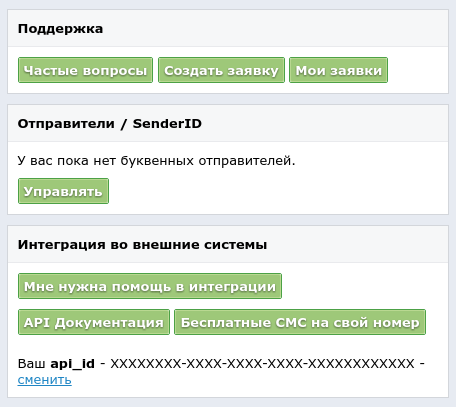 Поддержка
Частые вопросы Создать заявку Мои заявки
Отправители / SenderID
У вас пока нет буквенных отправителей.
Управлять
Интеграция во внешние системы
Мне нужна помощь в интеграции
API Документация Бесплатные СМС на свой номер
Ваш api_id - XXXXXXXX-XXXX-XXXX-XXXX-XXXXXXXXXXXX -
сменить